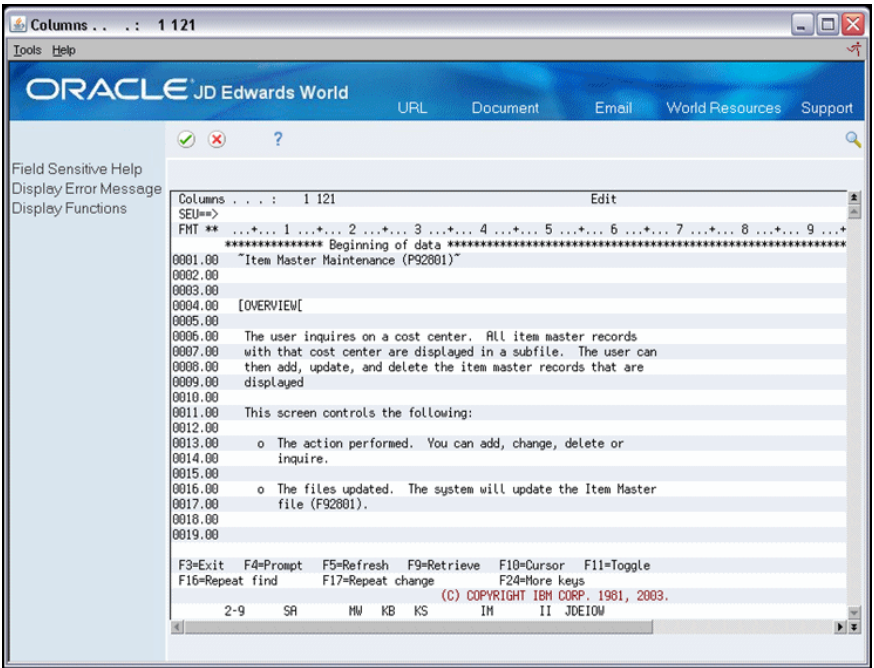 Columns . . . : 1 121
Tools Help
ORACLE JD Edwards World
URL Document Email World Resources Support
?
Field Sensitive Help
Display Error Message
Display Functions
Columns . . . : 1 121 Edit
SEU==>
FMT ** ...+... 1 ...+... 2 ...+... 3 ...+... 4 ...+... 5 ...+... 6 ...+... 7 ...+... 8 ...+... 9 ...+
*************** Beginning of data *************************************************************
0001.00 ~Item Master Maintenance (P92801)~
0002.00
0003.00
0004.00 [OVERVIEW[
0005.00
0006.00 The user inquires on a cost center. All item master records
0007.00 with that cost center are displayed in a subfile. The user can
0008.00 then add, update, and delete the item master records that are
0009.00 displayed
0010.00
0011.00 This screen controls the following:
0012.00
0013.00 o The action performed. You can add, change, delete or
0014.00 inquire.
0015.00
0016.00 o The files updated. The system will update the Item Master
0017.00 file (F92801).
0018.00
0019.00
F3=Exit F4=Prompt F5=Refresh F9=Retrieve F10=Cursor F11=Toggle
F16=Repeat find F17=Repeat change F24=More keys
(C) COPYRIGHT IBM CORP. 1981, 2003.
2-9 SA MW KB KS IM II JDEIOW